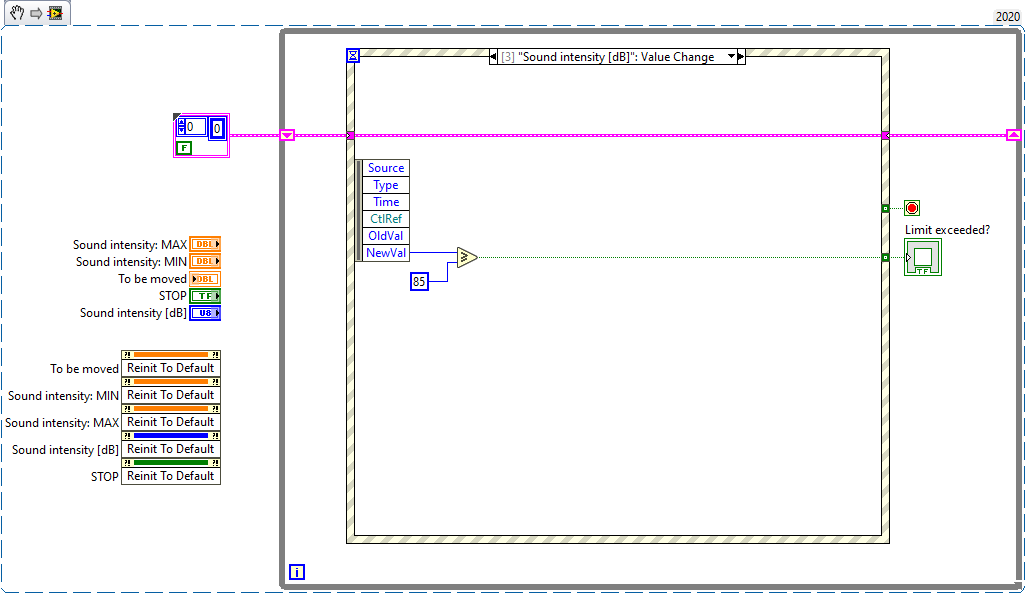 2020
[3] "Sound intensity [dB]": Value Change
0
0
F
Source
Type
Time
CtlRef
OldVal
NewVal
85
Limit exceeded?
TF
Sound intensity: MAX DBL
Sound intensity: MIN DBL
To be moved DBL
STOP TF
Sound intensity [dB] U8
?! ?!
To be moved Reinit To Default
?! ?!
Sound intensity: MIN Reinit To Default
?! ?!
Sound intensity: MAX Reinit To Default
?! ?!
Sound intensity [dB] Reinit To Default
?! ?!
STOP Reinit To Default
i